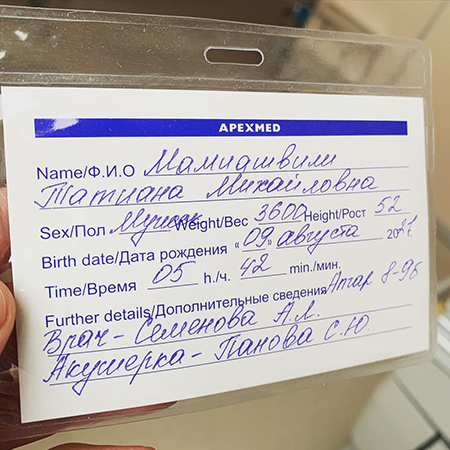 APEXMED
Name/Ф.И.О Мамиашвили
Татиана Михайловна
Sex/Пол Мужск Weight/Вес 3600 Height/Рост 52
Birth date/Дата рождения «09» августа г.
Time/Время 05 h./ч. 42 min./мин.
Further details/Дополнительные сведения Апгар 8-9б
Врач - Семенова А.Л.
Акушерка - Панова С.Ю.